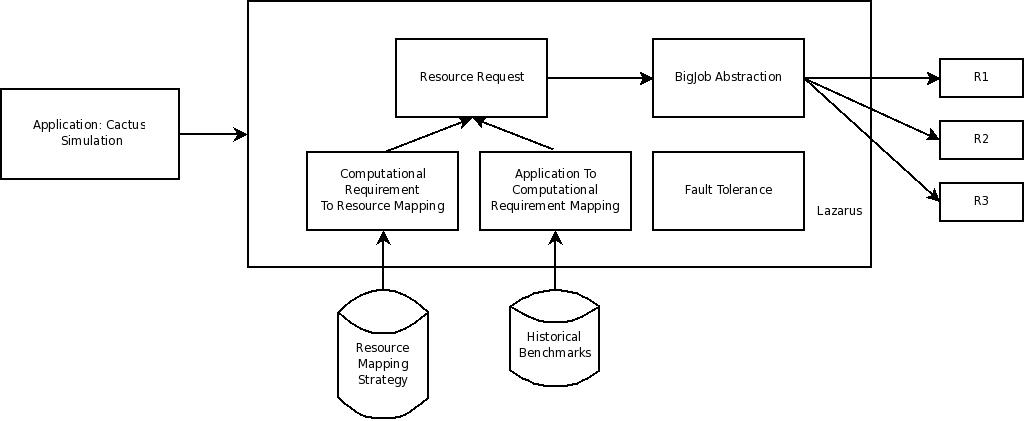 Resource Request
BigJob Abstraction
R1
Application: Cactus
Simulation
R2
Computational
Requirement
To Resource Mapping
Application To
Computational
Requirement Mapping
Fault Tolerance
Lazarus
R3
Resource
Mapping
Strategy
Historical
Benchmarks